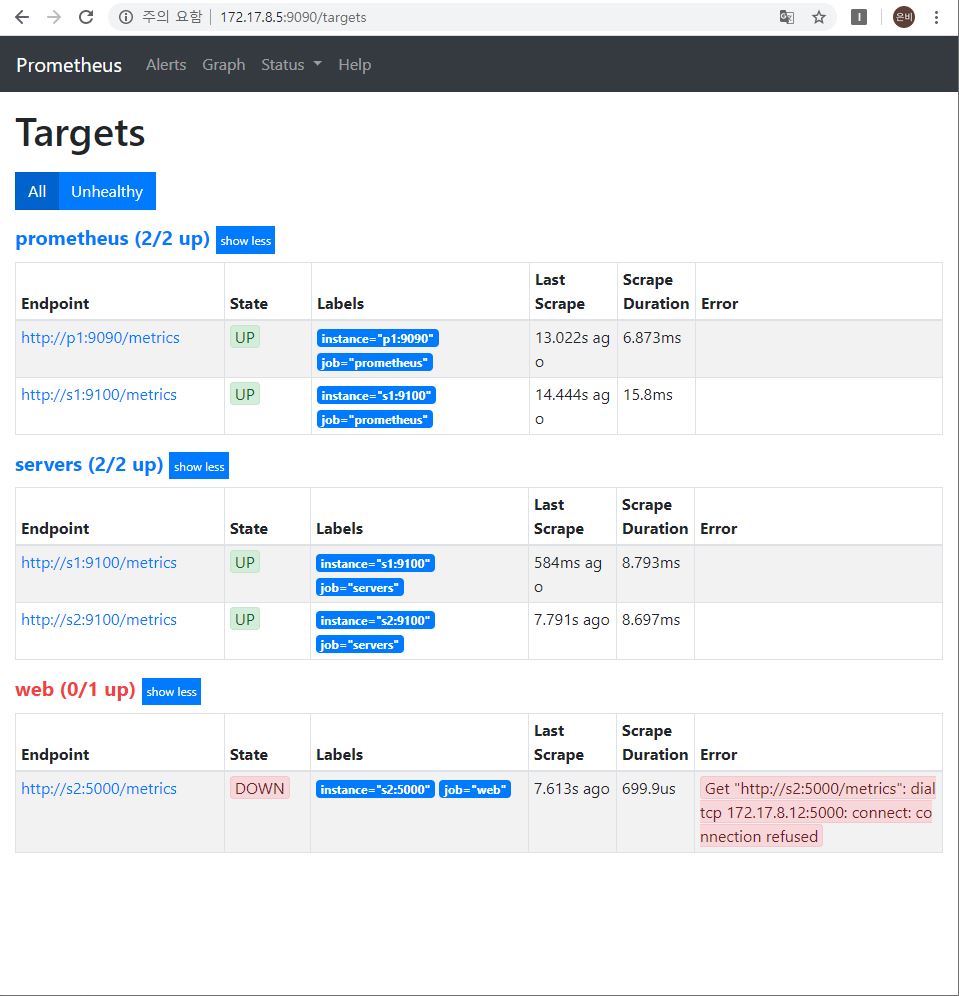 주의 요함 | 172.17.8.5:9090/targets
은비
Prometheus Alerts Graph Status Help
Targets
All Unhealthy
prometheus (2/2 up) show less
Endpoint State Labels Last Scrape Scrape Duration Error
http://p1:9090/metrics UP instance="p1:9090" 13.022s ag 6.873ms
job="prometheus" o
http://s1:9100/metrics UP instance="s1:9100" 14.444s ag 15.8ms
job="prometheus" o
servers (2/2 up) show less
Endpoint State Labels Last Scrape Scrape Duration Error
http://s1:9100/metrics UP instance="s1:9100" 584ms ag 8.793ms
job="servers" o
http://s2:9100/metrics UP instance="s2:9100" 7.791s ago 8.697ms
job="servers"
web (0/1 up) show less
Endpoint State Labels Last Scrape Scrape Duration Error
http://s2:5000/metrics DOWN instance="s2:5000" job="web" 7.613s ago 699.9us Get "http://s2:5000/metrics": dial
tcp 172.17.8.12:5000: connect: co
nnection refused